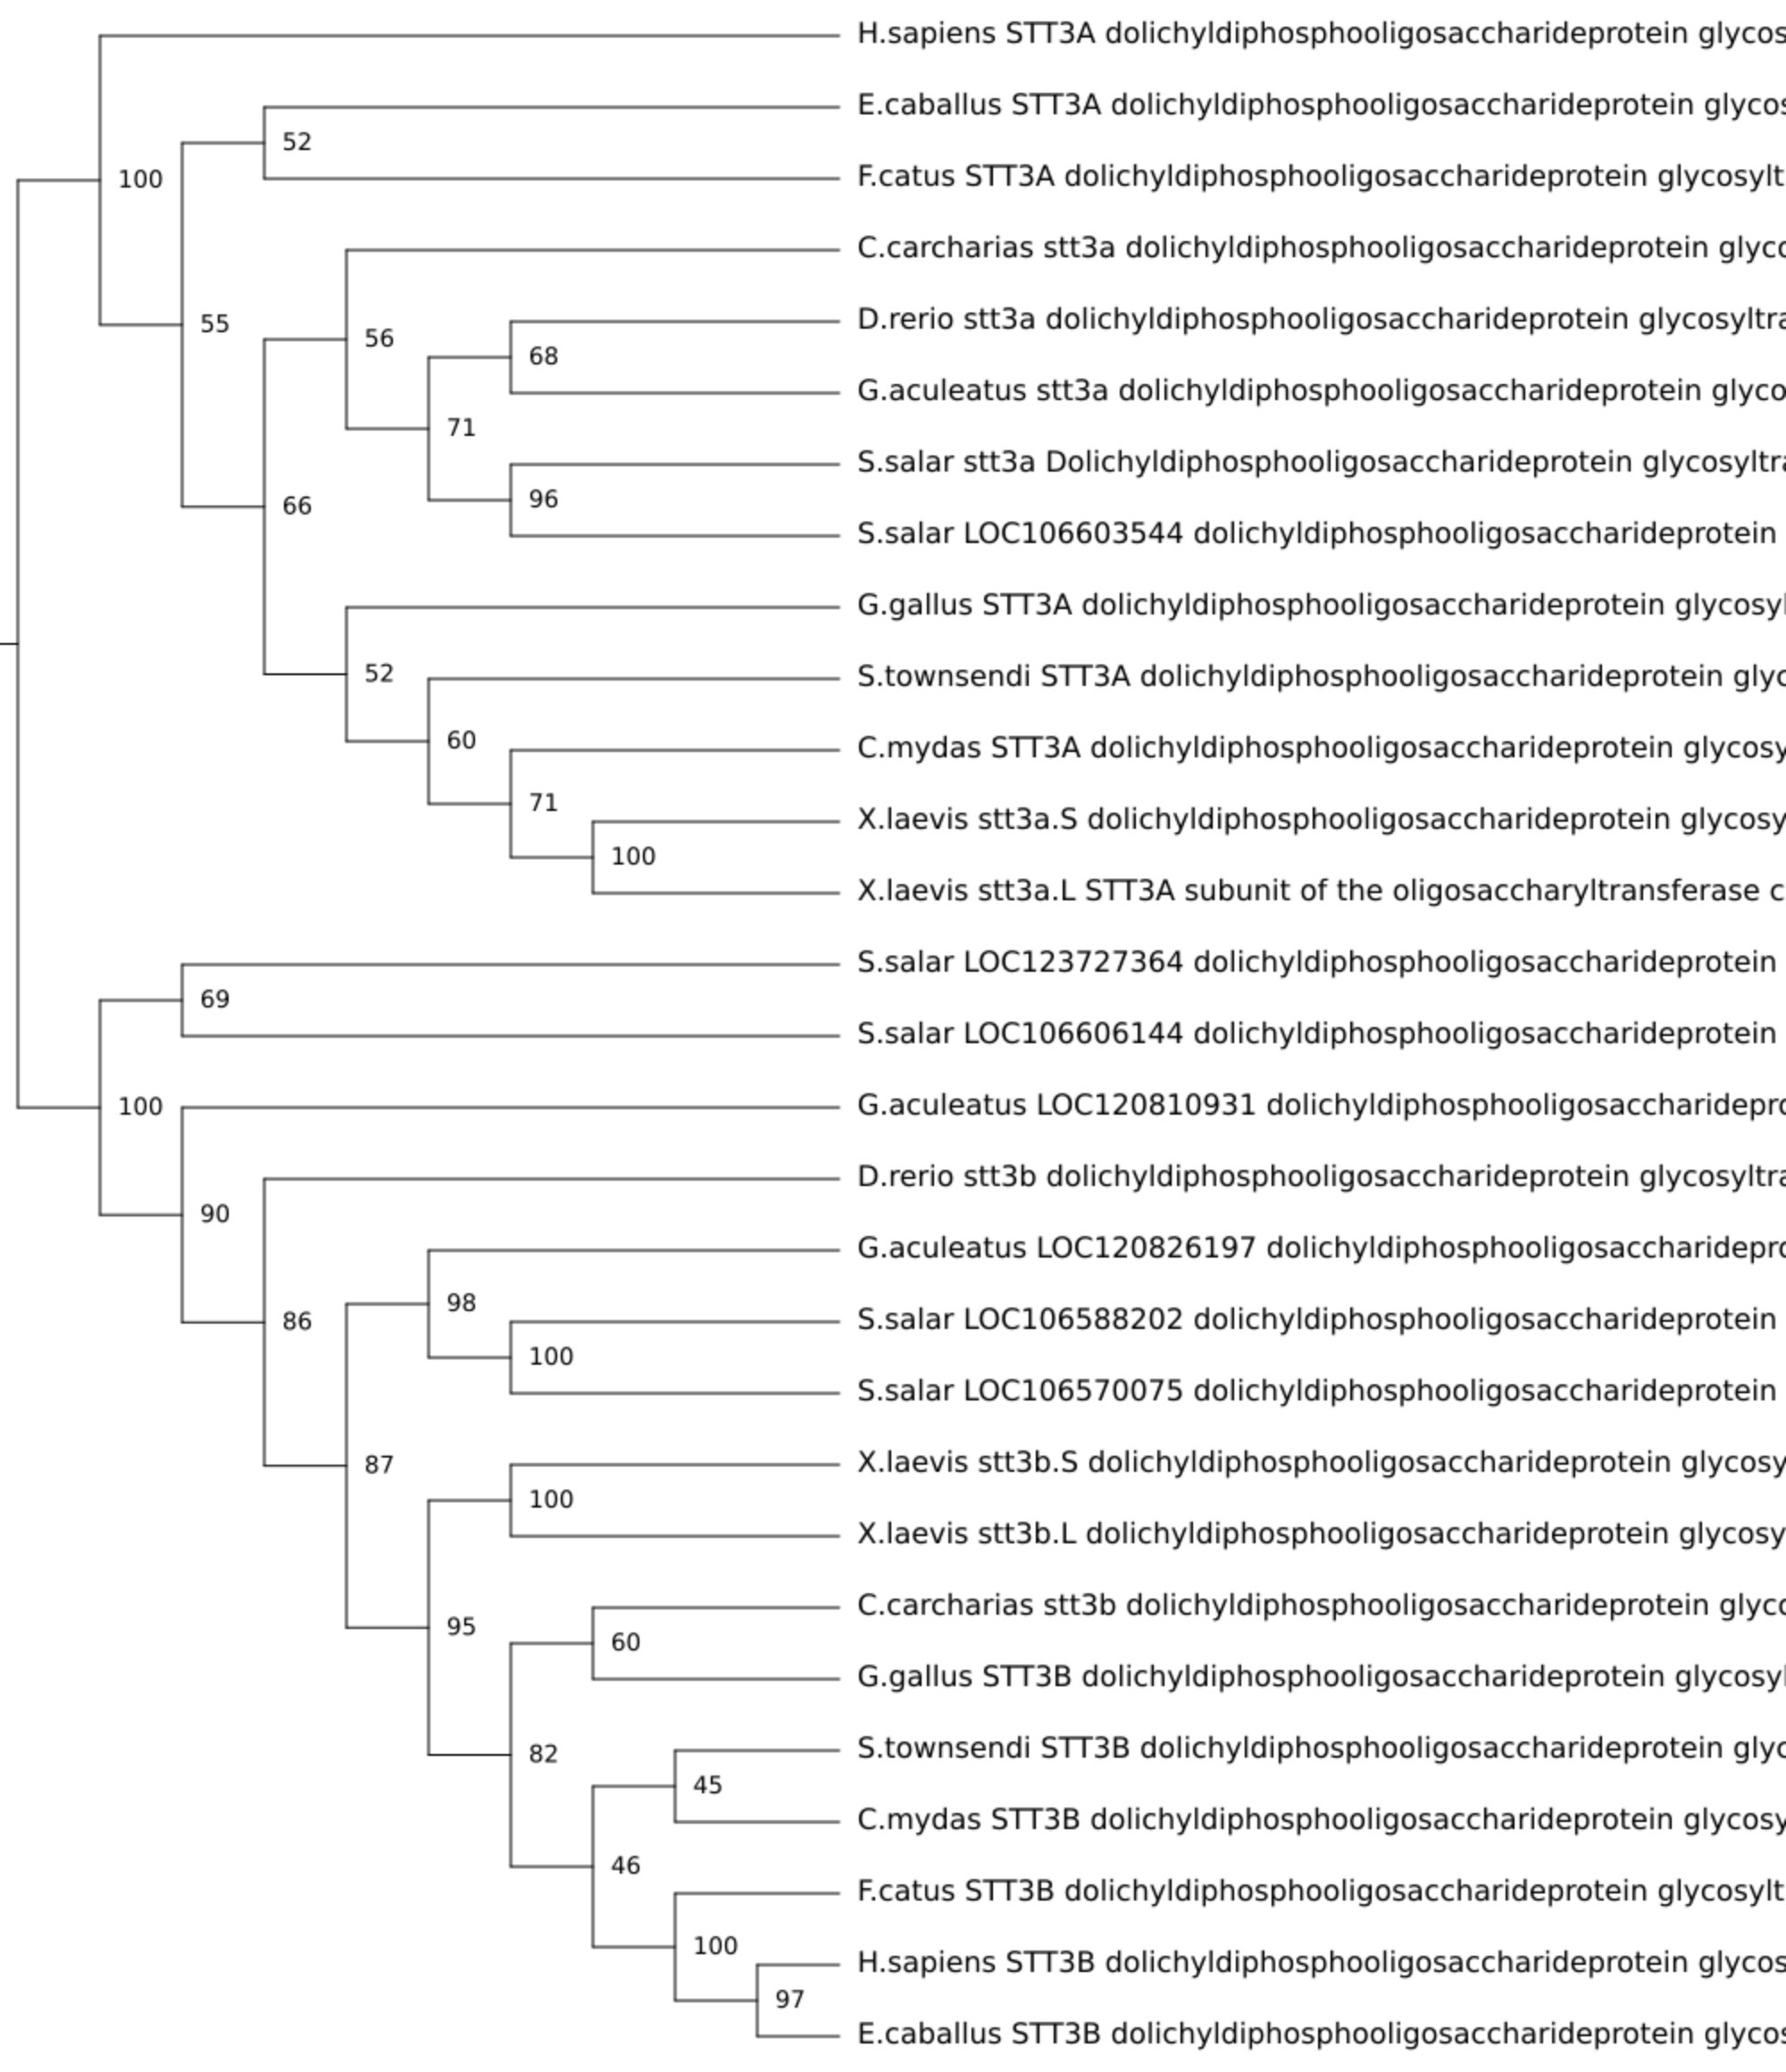 H.sapiens STT3A dolichyldiphosphooligosaccharideprotein glycos
E.caballus STT3A dolichyldiphosphooligosaccharideprotein glycos
52
F.catus STT3A dolichyldiphosphooligosaccharideprotein glycosylt
100
C.carcharias stt3a dolichyldiphosphooligosaccharideprotein glyco
D.rerio stt3a dolichyldiphosphooligosaccharideprotein glycosyltra
55
56
68
G.aculeatus stt3a dolichyldiphosphooligosaccharideprotein glyco
71
S.salar stt3a Dolichyldiphosphooligosaccharideprotein glycosyltra
96
66
S.salar LOC106603544 dolichyldiphosphooligosaccharideprotein
G.gallus STT3A dolichyldiphosphooligosaccharideprotein glycosyl
52
S.townsendi STT3A dolichyldiphosphooligosaccharideprotein glyc
60
C.mydas STT3A dolichyldiphosphooligosaccharideprotein glycosy
71
X.laevis stt3a.S dolichyldiphosphooligosaccharideprotein glycosy
100
X.laevis stt3a.L STT3A subunit of the oligosaccharyltransferase c
S.salar LOC123727364 dolichyldiphosphooligosaccharideprotein
69
S.salar LOC106606144 dolichyldiphosphooligosaccharideprotein
100
G.aculeatus LOC120810931 dolichyldiphosphooligosaccharidepro
D.rerio stt3b dolichyldiphosphooligosaccharideprotein glycosyltra
90
G.aculeatus LOC120826197 dolichyldiphosphooligosaccharidepro
98
S.salar LOC106588202 dolichyldiphosphooligosaccharideprotein
86
100
S.salar LOC106570075 dolichyldiphosphooligosaccharideprotein
X.laevis stt3b.S dolichyldiphosphooligosaccharideprotein glycosy
87
100
X.laevis stt3b.L dolichyldiphosphooligosaccharideprotein glycosy
C.carcharias stt3b dolichyldiphosphooligosaccharideprotein glyco
95
60
G.gallus STT3B dolichyldiphosphooligosaccharideprotein glycosyl
S.townsendi STT3B dolichyldiphosphooligosaccharideprotein glyc
82
45
C.mydas STT3B dolichyldiphosphooligosaccharideprotein glycosy
46
F.catus STT3B dolichyldiphosphooligosaccharideprotein glycosylt
100
H.sapiens STT3B dolichyldiphosphooligosaccharideprotein glycos
97
E.caballus STT3B dolichyldiphosphooligosaccharideprotein glycos